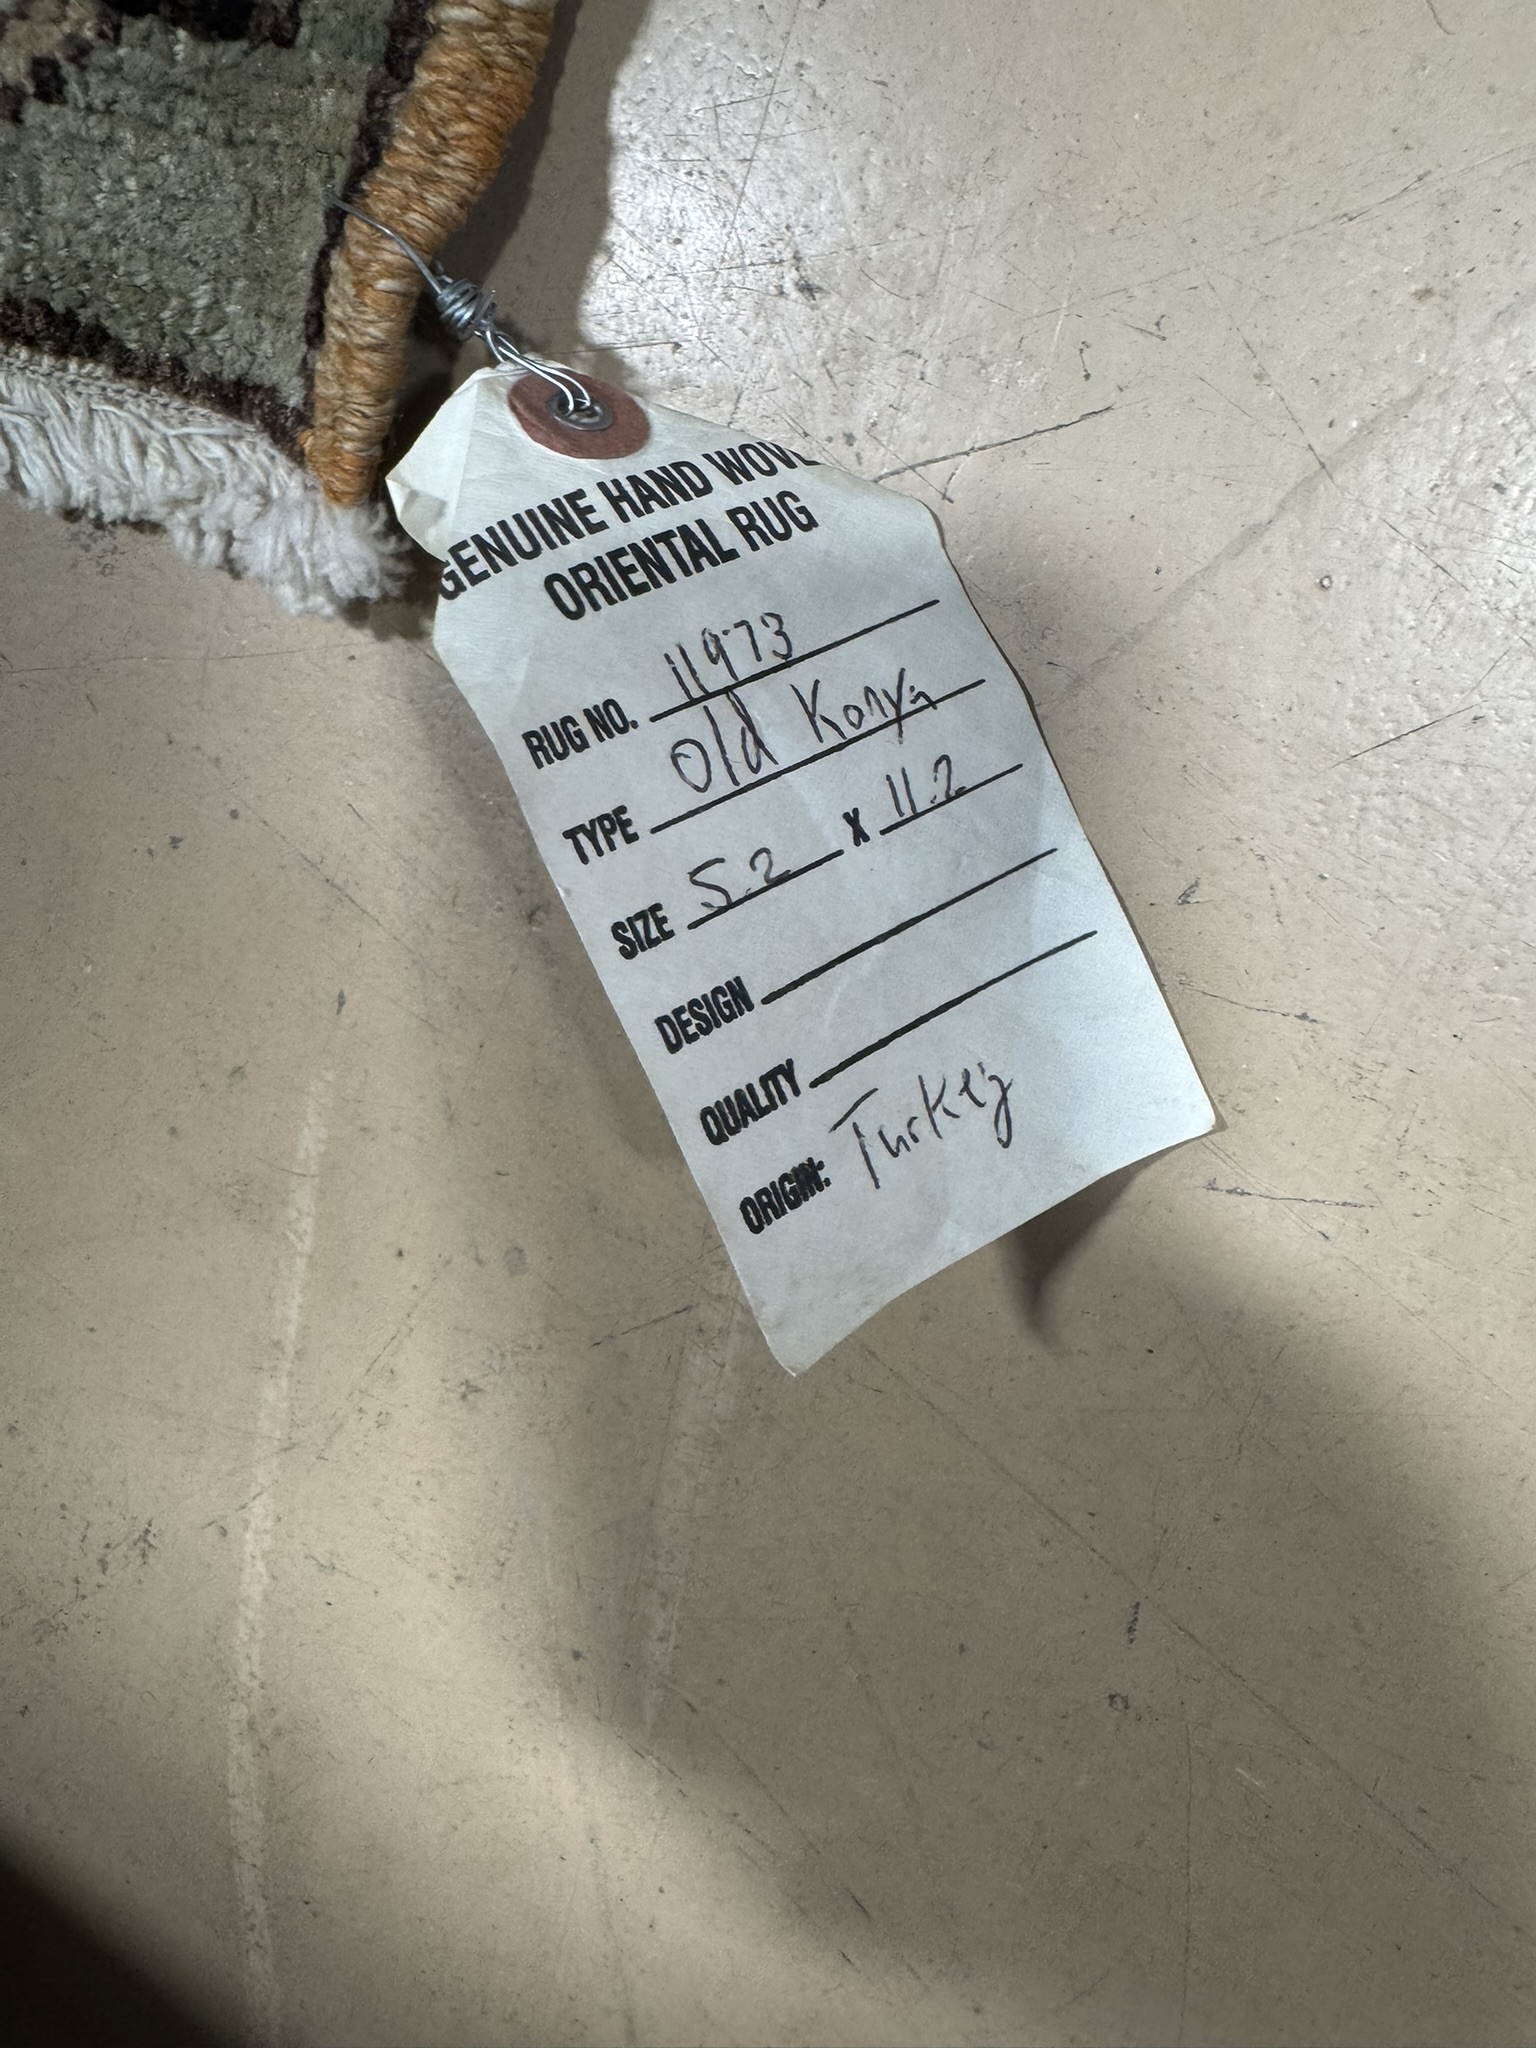 GENUINE HAND WOVE
ORIENTAL RUG
RUG NO. 11973
TYPE Old Konya
SIZE 5.2 X 11.2
DESIGN
QUALITY
ORIGIN: Turkey